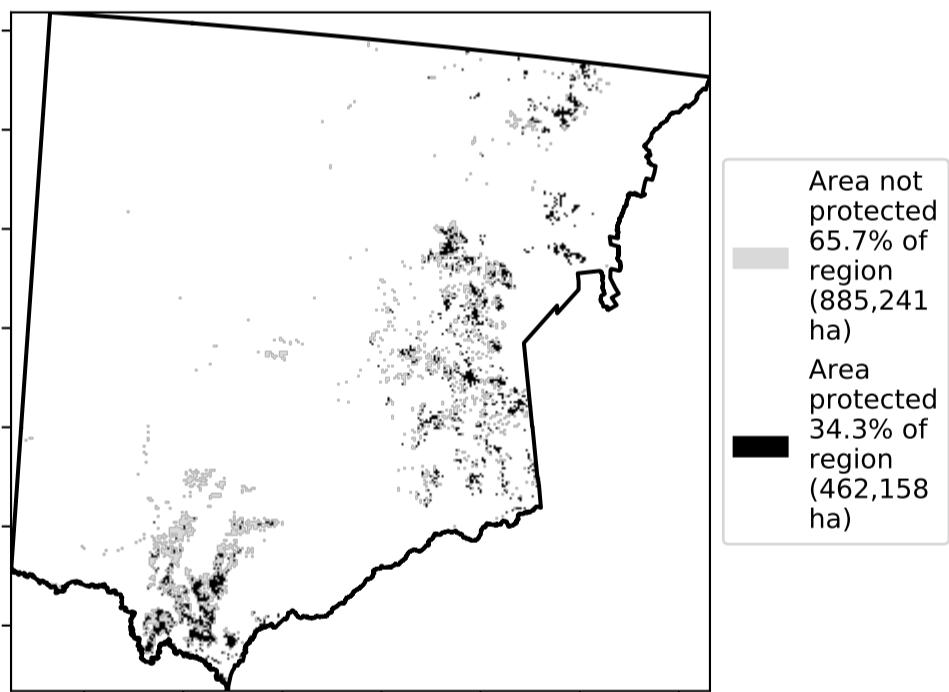 Area not
protected
65.7% of
region
(885,241
ha)
Area
protected
34.3% of
region
(462,158
ha)